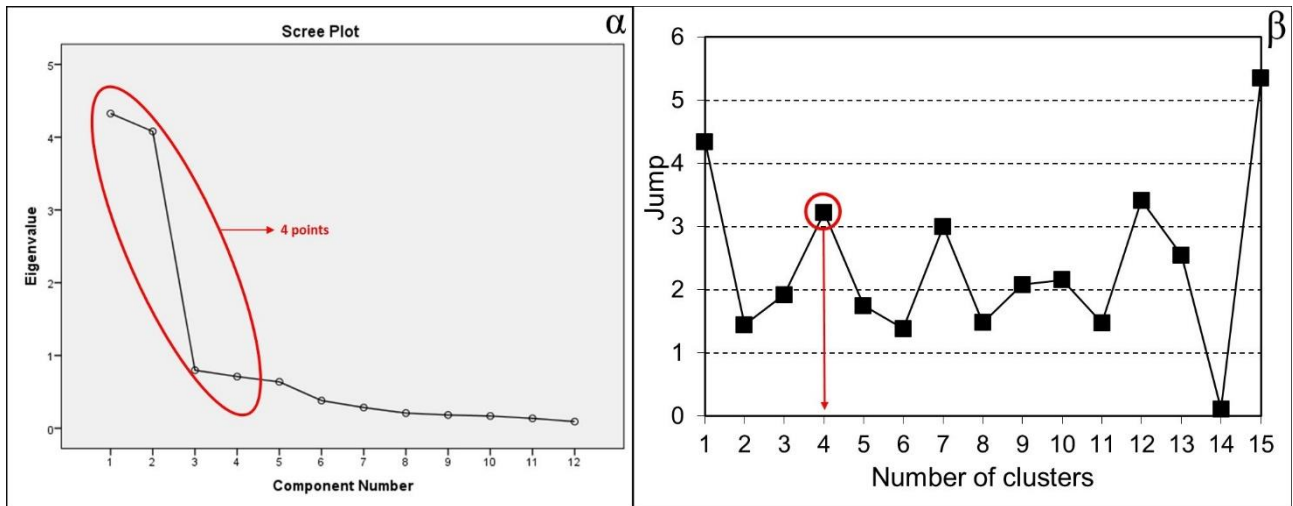 α
Scree Plot
Eigenvalue
5
4
3
2
1
0
4 points
1 2 3 4 5 6 7 8 9 10 11 12
Component Number
β
Jump
6
5
4
3
2
1
0
1 2 3 4 5 6 7 8 9 10 11 12 13 14 15
Number of clusters